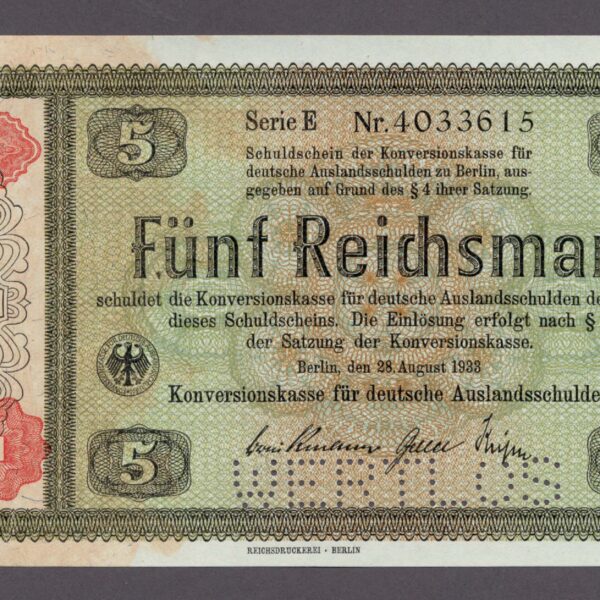 5
Serie E Nr. 4033615
Schuldschein der Konversionskasse für
deutsche Auslandsschulden zu Berlin, aus-
gegeben auf Grund des § 4 ihrer Satzung.
Fünf Reichsmar
schuldet die Konversionskasse für deutsche Auslandsschulden de
dieses Schuldscheins. Die Einlösung erfolgt nach §
der Satzung der Konversionskasse.
Berlin, den 28. August 1933
Konversionskasse für deutsche Auslandsschulde
5
WERTLOS
REICHSDRUCKEREI • BERLIN